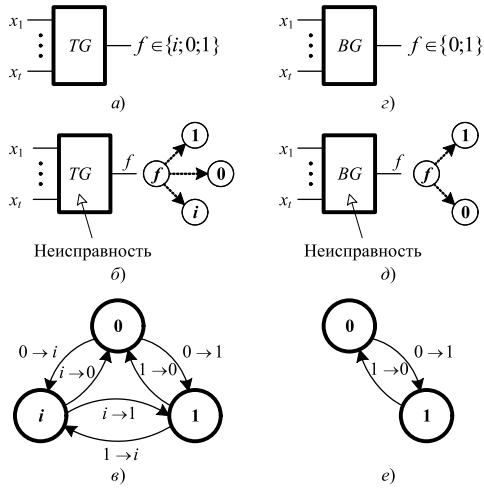 x1 TG f ∈{i;0;1}
xt
а)
x1 BG f ∈{0;1}
xt
г)
x1 TG f f 1 0 i
xt
Неисправность
б)
x1 BG f f 1 0
xt
Неисправность
д)
0
0→i i→0 1→0 0→1
i i→1 1
1→i
в)
0
1→0 0→1
1
е)